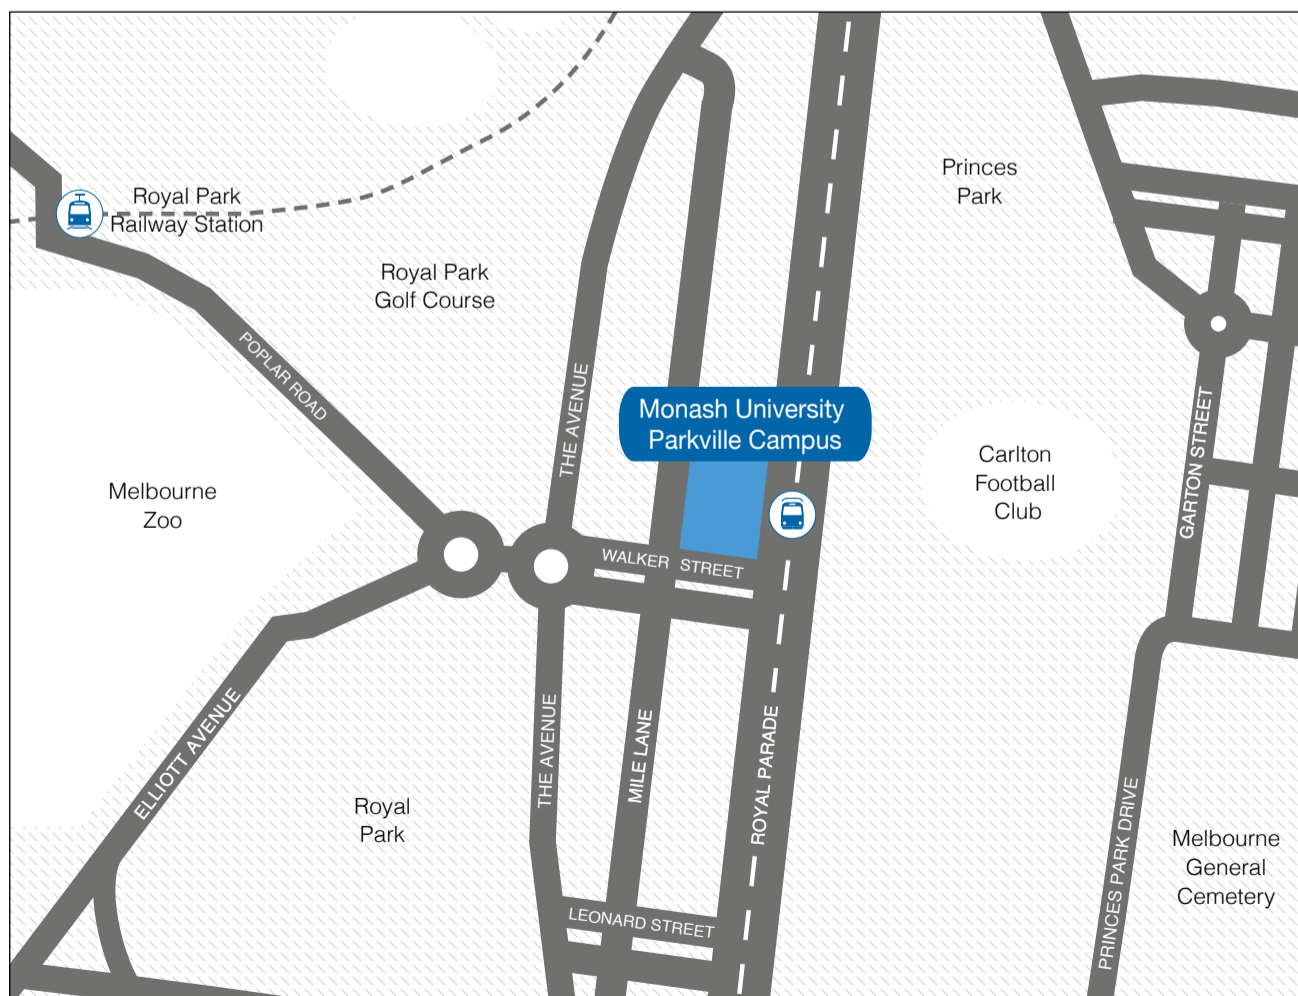 Princes
Park
Royal Park
Railway Station
Royal Park
Golf Course
POPLAR ROAD
THE AVENUE
Monash University
Parkville Campus
GARTON STREET
Carlton
Football
Club
Melbourne
Zoo
WALKER STREET
ELLIOTT AVENUE
THE AVENUE
MILE LANE
ROYAL PARADE
Royal
Park
PRINCES PARK DRIVE
Melbourne
General
Cemetery
LEONARD STREET